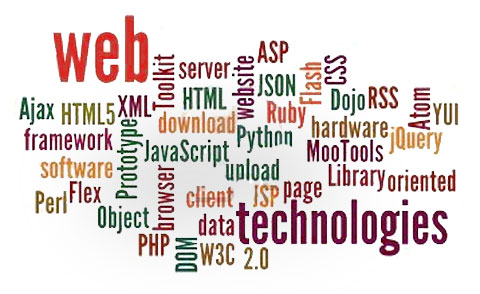 web
Toolkit
server
website
ASP
JSON
Flash
CSS
Ajax
HTML5
XML
HTML
Ruby
Dojo
RSS
Atom
YUI
framework
Prototype
download
Python
hardware
jQuery
software
JavaScript
MooTools
upload
Library
oriented
Perl
Flex
browser
client
JSP
page
Object
data
technologies
PHP
DOM
W3C
2.0